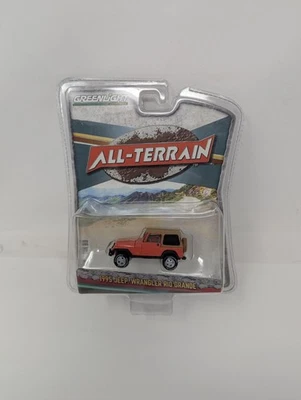 GREENLIGHT
ALL-TERRAIN
1995 JEEP WRANGLER RIO GRANDE